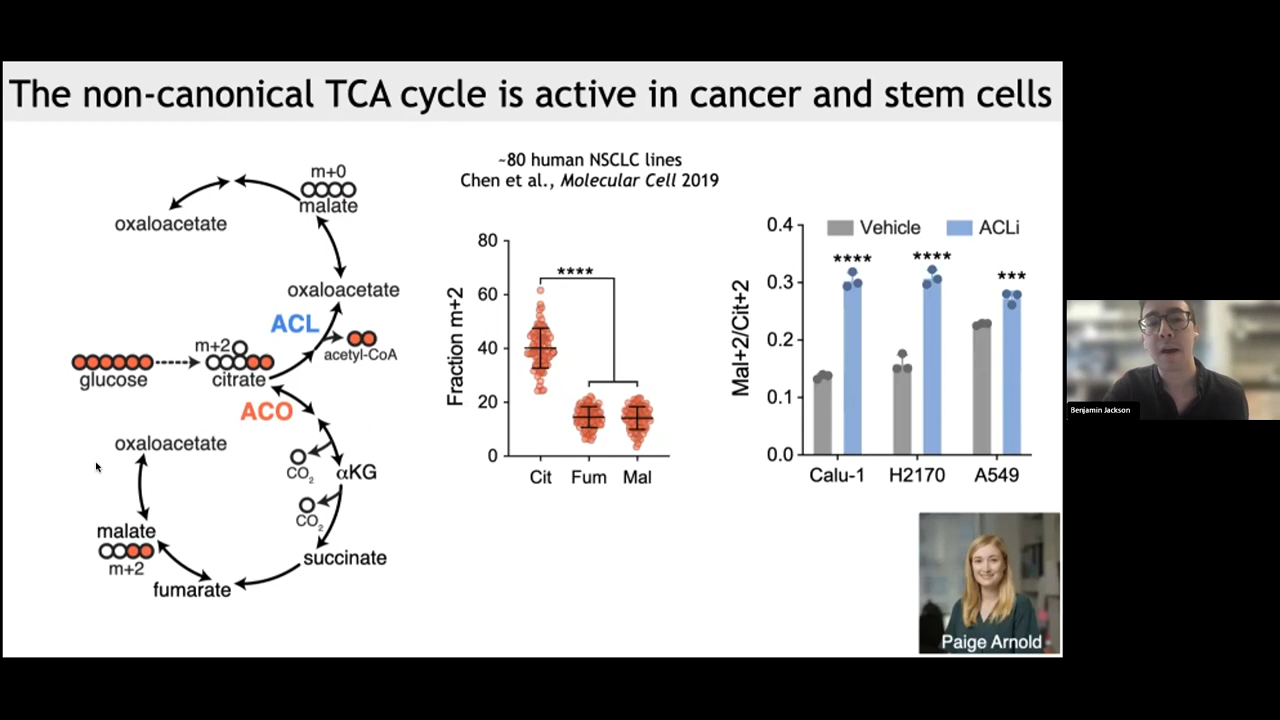 The non-canonical TCA cycle is active in cancer and stem cells
m+0
malate
oxaloacetate
oxaloacetate
ACL
acetyl-CoA
m+2
glucose
citrate
ACO
oxaloacetate
CO2
αKG
CO2
malate
m+2
succinate
fumarate
~80 human NSCLC lines
Chen et al., Molecular Cell 2019
Fraction m+2
80
60
40
20
0
****
Cit Fum Mal
Mal+2/Cit+2
0.4
0.3
0.2
0.1
0.0
Vehicle ACLi
**** **** ***
Calu-1 H2170 A549
Paige Arnold
Benjamin Jackson